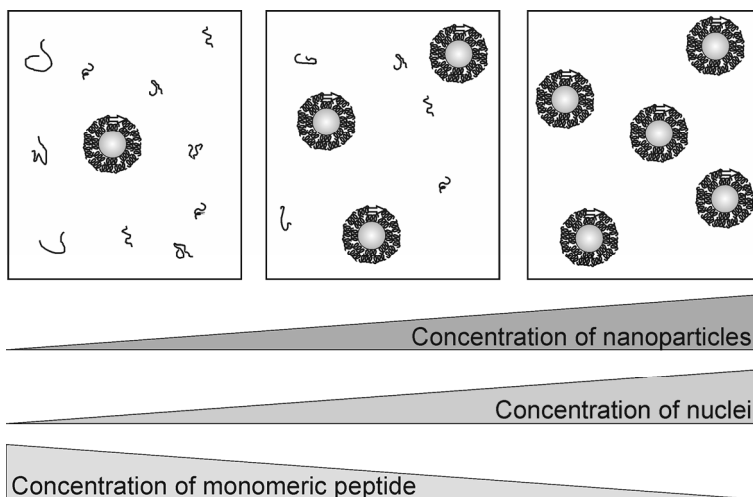 Concentration of nanoparticles
Concentration of nuclei
Concentration of monomeric peptide